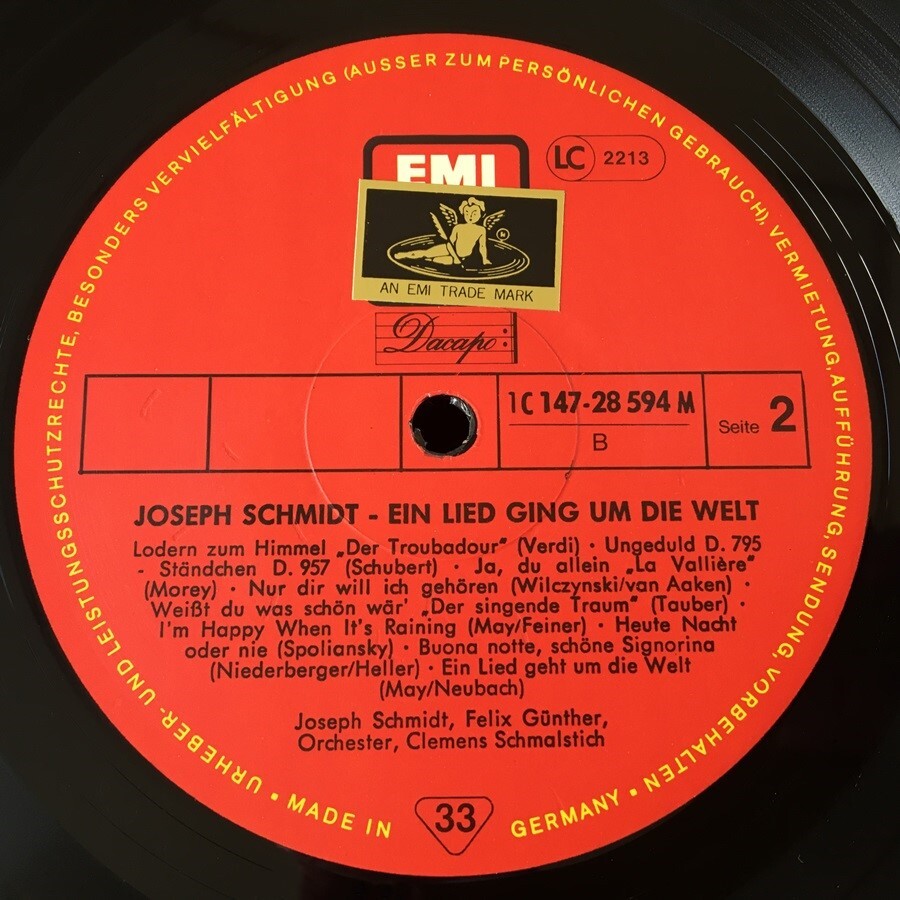 URHEBER- UND LEISTUNGSSCHUTZRECHTE, BESONDERS VERVIELFÄLTIGUNG (AUSSER ZUM PERSÖNLICHEN GEBRAUCH), VERMIETUNG, AUFFÜHRUNG, SENDUNG, VORBEHALTEN •
EMI
LC 2213
AN EMI TRADE MARK
Dacapo:
1C 147-28 594 M
B
Seite 2
JOSEPH SCHMIDT - EIN LIED GING UM DIE WELT
Lodern zum Himmel „Der Troubadour" (Verdi) · Ungeduld D. 795
- Ständchen D. 957 (Schubert) · Ja, du allein „La Vallière"
(Morey) · Nur dir will ich gehören (Wilczynski/van Aaken) ·
Weißt du was schön wär' „Der singende Traum" (Tauber) ·
I'm Happy When It's Raining (May/Feiner) · Heute Nacht
oder nie (Spoliansky) · Buona notte, schöne Signorina
(Niederberger/Heller) · Ein Lied geht um die Welt
(May/Neubach)
Joseph Schmidt, Felix Günther,
Orchester, Clemens Schmalstich
• MADE IN GERMANY
33